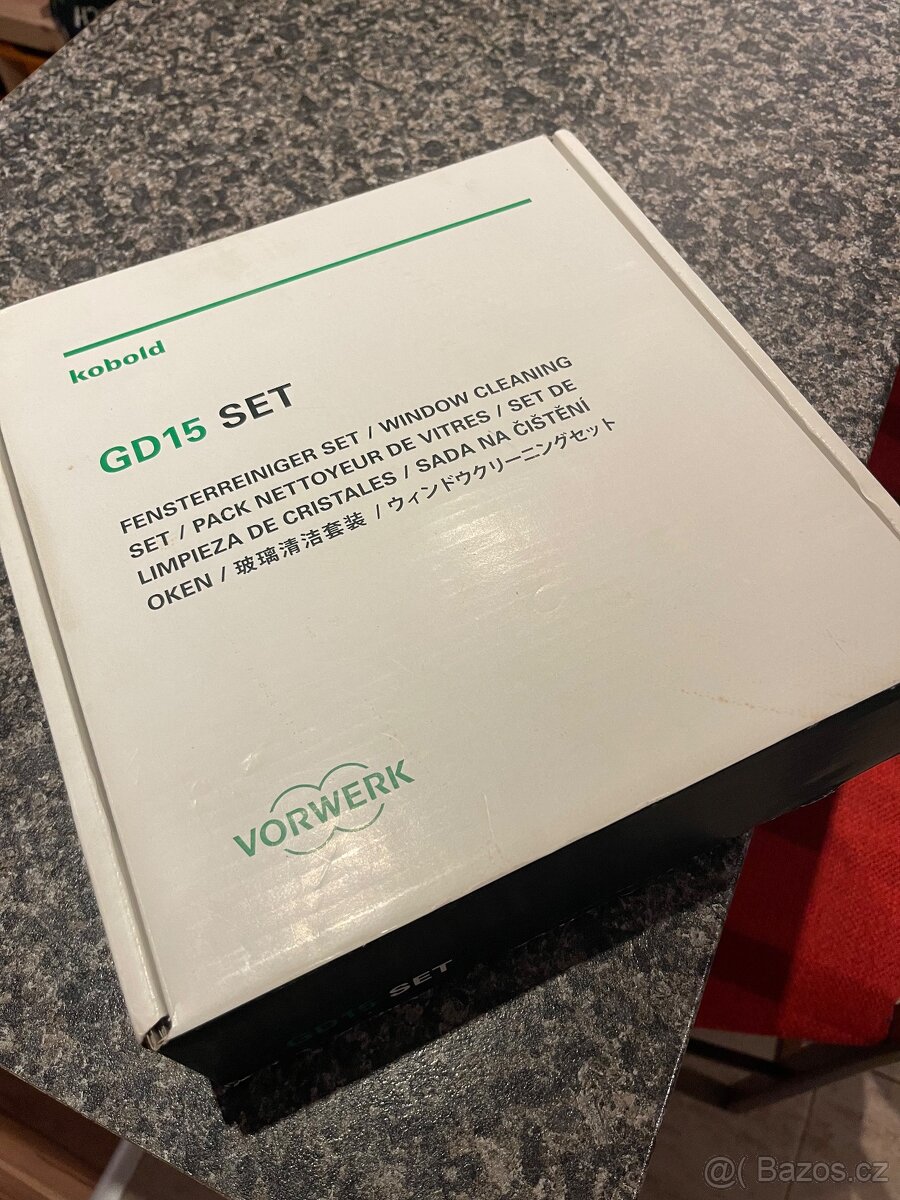 kobold
GD15 SET
FENSTERREINIGER SET / WINDOW CLEANING
SET / PACK NETTOYEUR DE VITRES / SET DE
LIMPIEZA DE CRISTALES / SADA NA ČIŠTĚNÍ
OKEN / 玻璃清洁套装 / ウィンドウクリーニングセット
VORWERK
GD15 SET
@( Bazos.cz